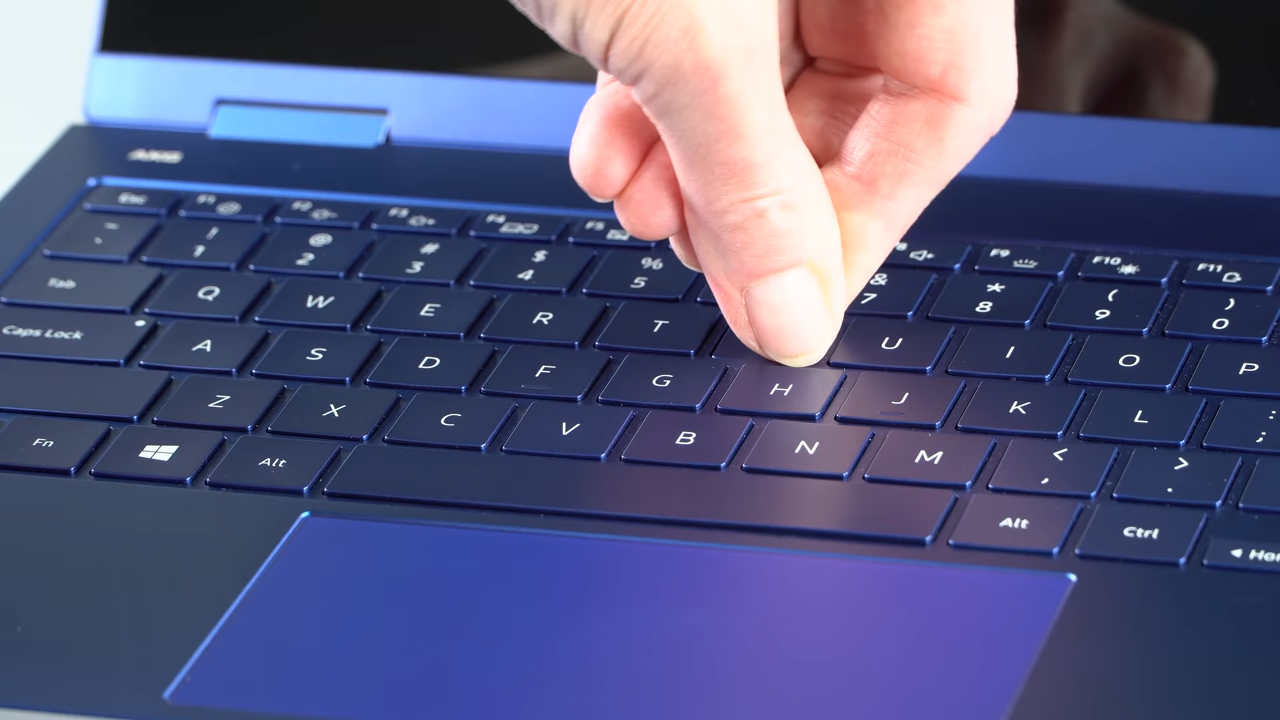 Esc F1 F2 F3 F4 F5 F9 F10 F11
~ ! @ # $ % & * ( )
1 2 3 4 5 7 8 9 0
Tab Q W E R T U I O P
Caps Lock A S D F G H J K L : ;
Z X C V B N M < , > .
Fn Alt Alt Ctrl ◄ Ho